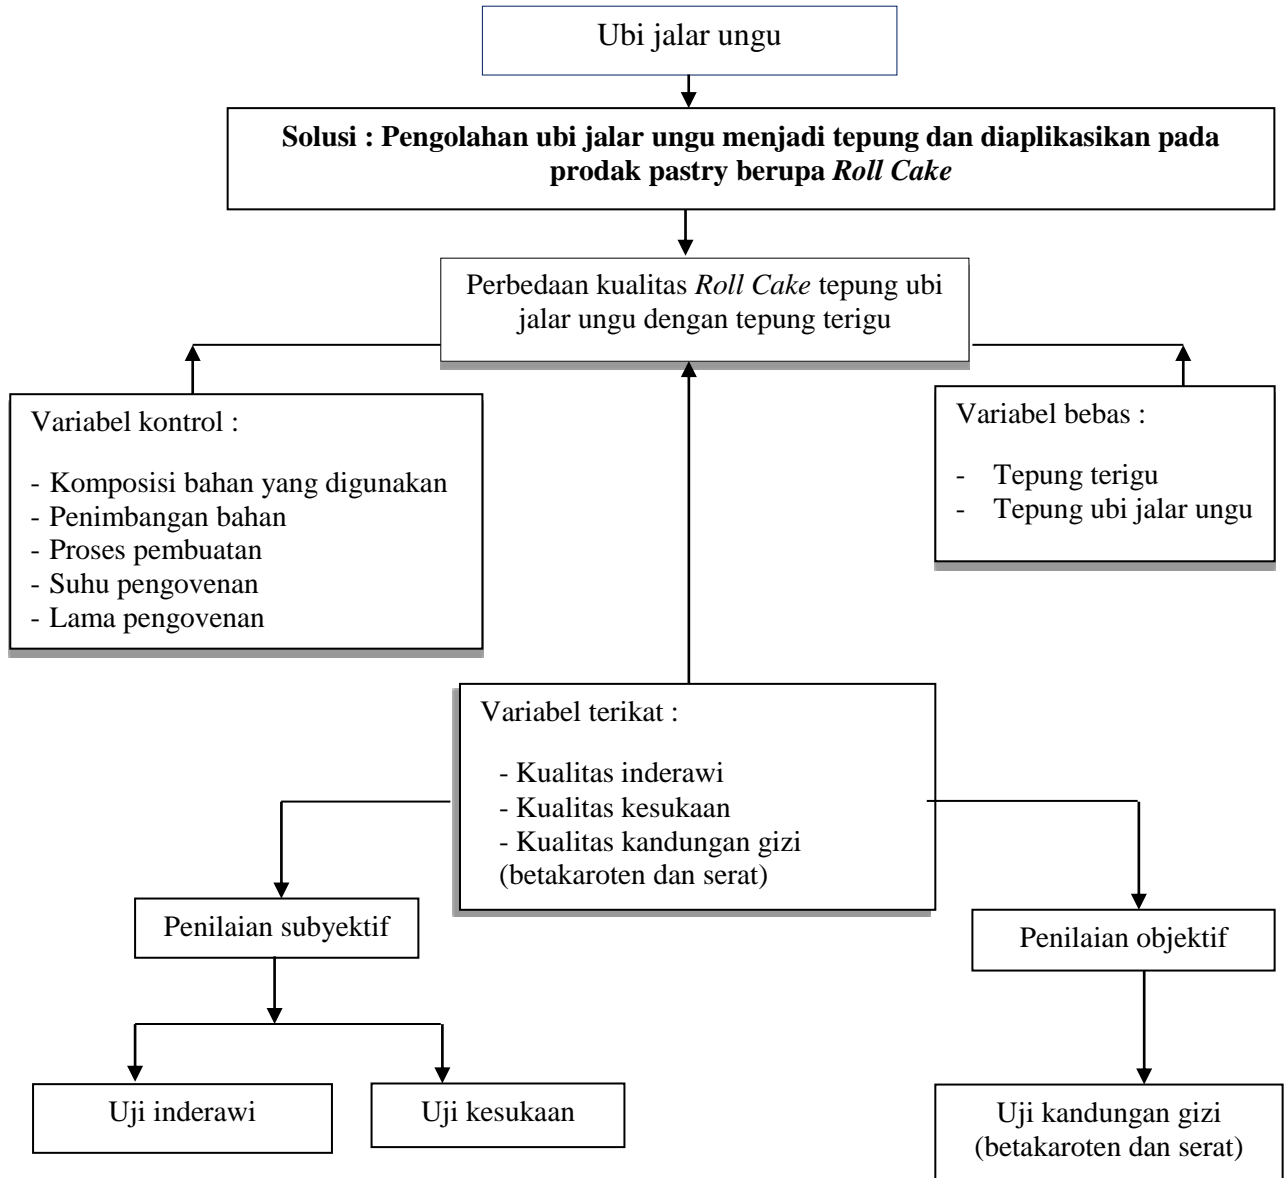 Ubi jalar ungu
Solusi : Pengolahan ubi jalar ungu menjadi tepung dan diaplikasikan pada
prodak pastry berupa Roll Cake
Perbedaan kualitas Roll Cake tepung ubi
jalar ungu dengan tepung terigu
Variabel kontrol :
- Komposisi bahan yang digunakan
- Penimbangan bahan
- Proses pembuatan
- Suhu pengovenan
- Lama pengovenan
Variabel bebas :
- Tepung terigu
- Tepung ubi jalar ungu
Variabel terikat :
- Kualitas inderawi
- Kualitas kesukaan
- Kualitas kandungan gizi
(betakaroten dan serat)
Penilaian subyektif
Penilaian objektif
Uji inderawi
Uji kesukaan
Uji kandungan gizi
(betakaroten dan serat)